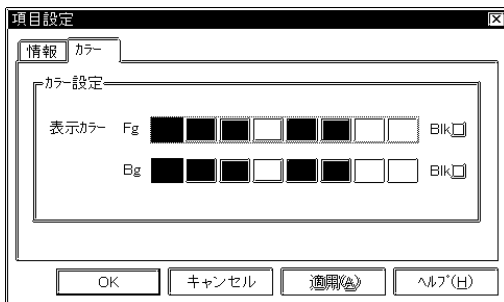 項目設定
情報 カラー
カラー設定
表示カラー Fg Blk
Bg Blk
OK キャンセル 適用(A) ヘルプ(H)